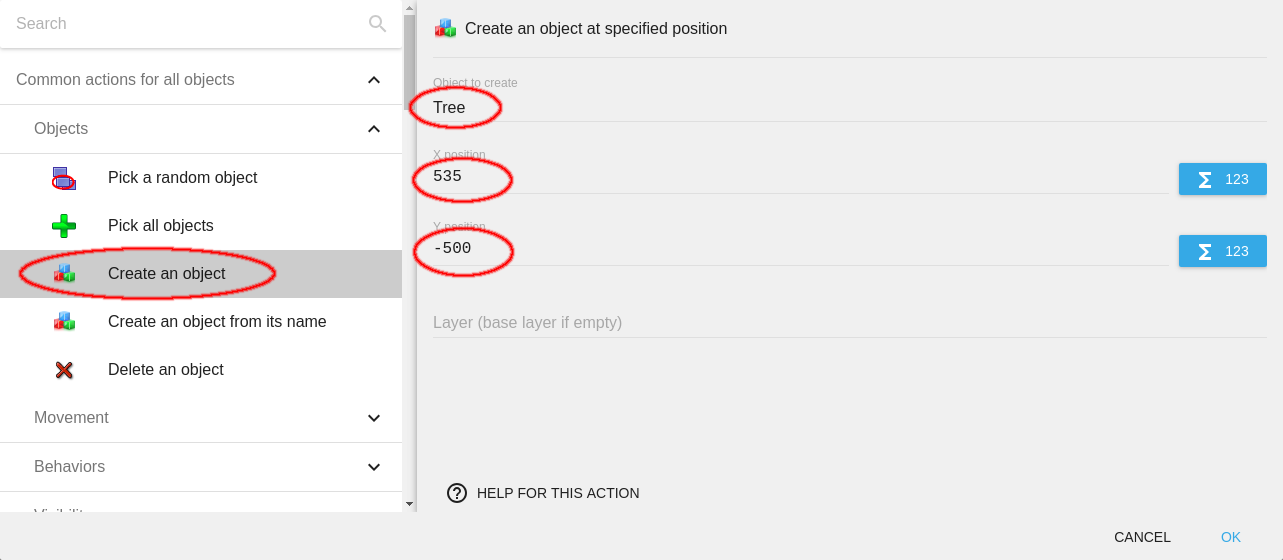 Search
Common actions for all objects
Objects
Pick a random object
Pick all objects
Create an object
Create an object from its name
Delete an object
Movement
Behaviors
Create an object at specified position
Object to create
Tree
X position
535
123
Y position
-500
123
Layer (base layer if empty)
HELP FOR THIS ACTION
CANCEL
OK